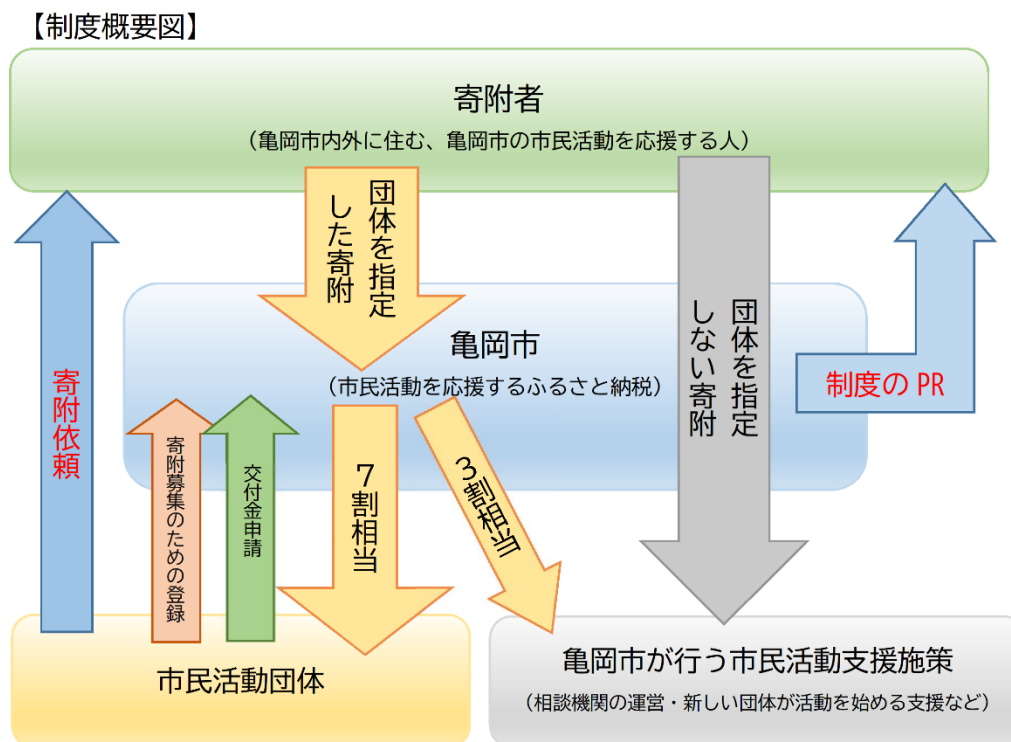 【制度概要図】
寄附者
（亀岡市内外に住む、亀岡市の市民活動を応援する人）
団体を指定
した寄附
団体を指定
しない寄附
亀岡市
（市民活動を応援するふるさと納税）
制度の PR
寄附依頼
寄附募集のための登録
交付金申請
７割相当
３割相当
市民活動団体
亀岡市が行う市民活動支援施策
（相談機関の運営・新しい団体が活動を始める支援など）